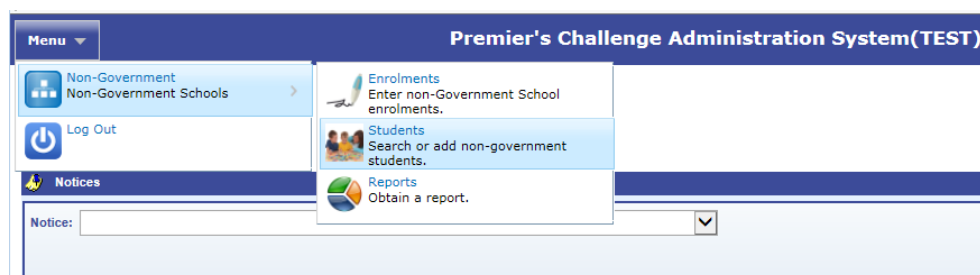 Menu
Premier's Challenge Administration System(TEST)
Non-Government
Non-Government Schools
Log Out
Enrolments
Enter non-Government School
enrolments.
Students
Search or add non-government
students.
Reports
Obtain a report.
Notices
Notice: